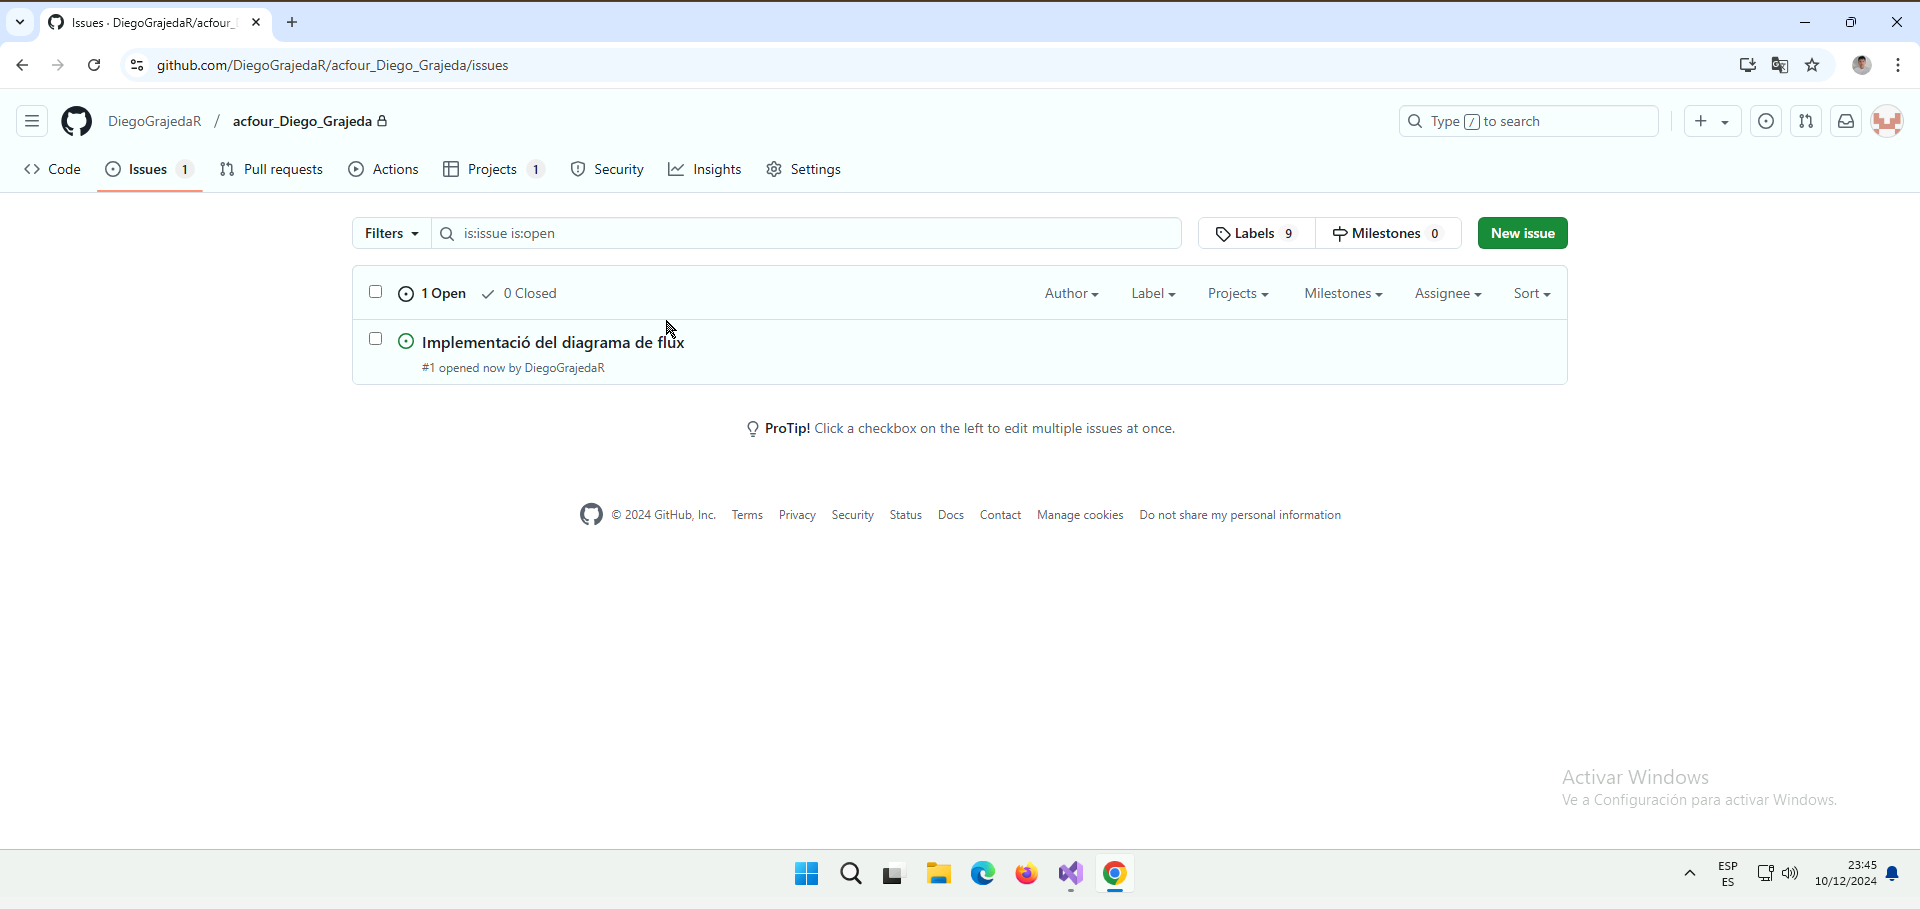 Issues · DiegoGrajedaR/acfour_
github.com/DiegoGrajedaR/acfour_Diego_Grajeda/issues
DiegoGrajedaR / acfour_Diego_Grajeda
Type / to search
Code Issues 1 Pull requests Actions Projects 1 Security Insights Settings
Filters is:issue is:open Labels 9 Milestones 0 New issue
1 Open 0 Closed Author Label Projects Milestones Assignee Sort
Implementació del diagrama de flux
#1 opened now by DiegoGrajedaR
ProTip! Click a checkbox on the left to edit multiple issues at once.
© 2024 GitHub, Inc. Terms Privacy Security Status Docs Contact Manage cookies Do not share my personal information
Activar Windows
Ve a Configuración para activar Windows.
ESP 23:45
ES 10/12/2024